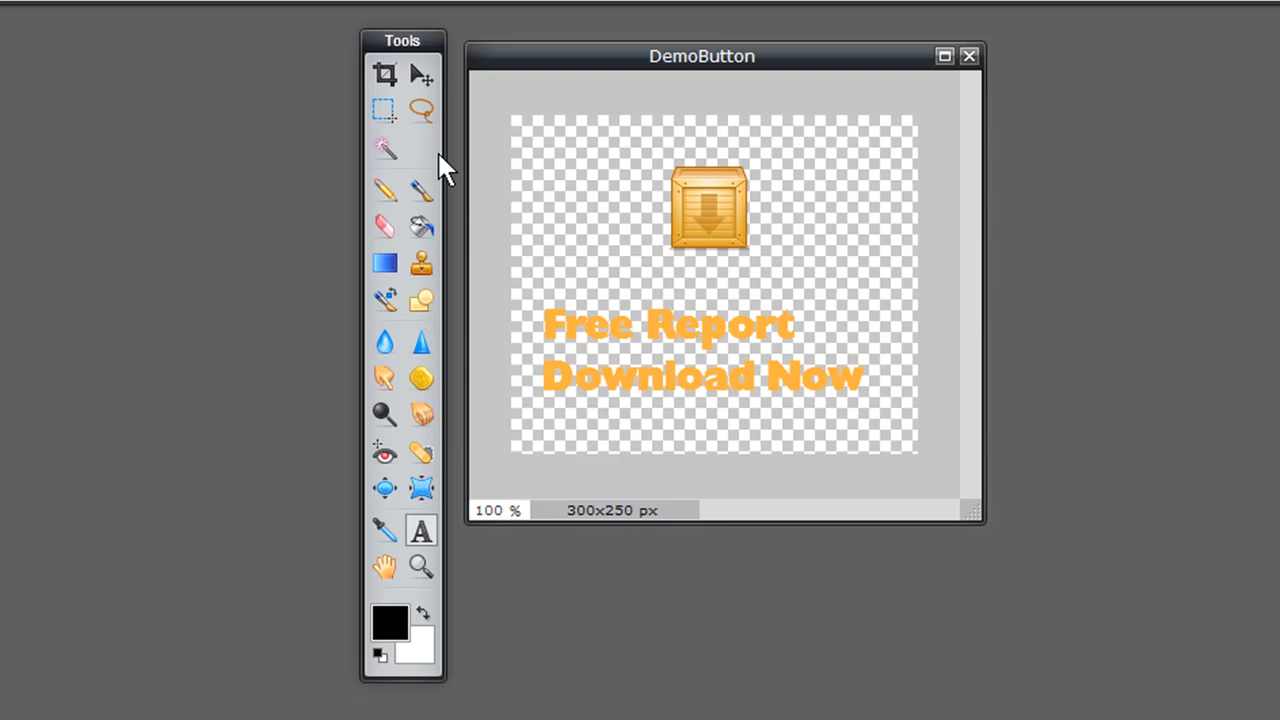 Tools
DemoButton
Free Report
Download Now
A
100 %
300x250 px